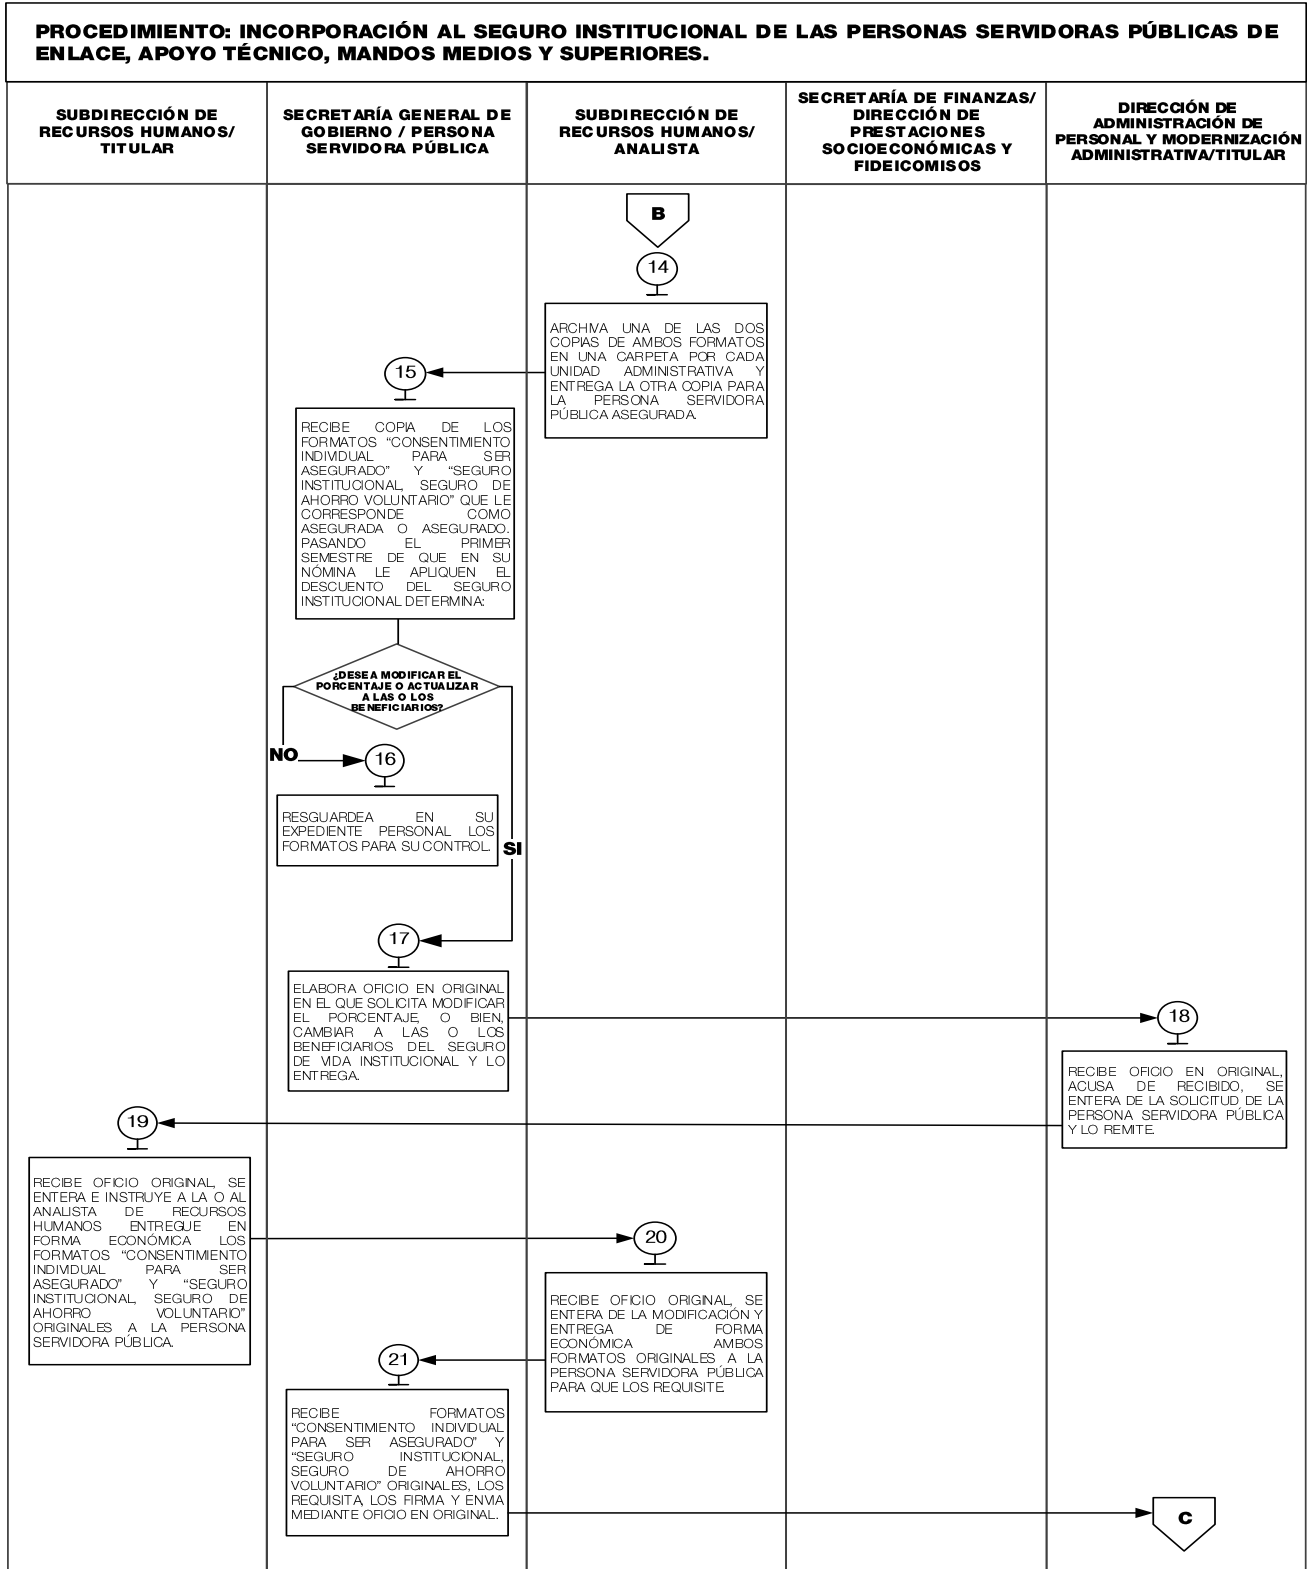 PROCEDIMIENTO: INCORPORACIÓN AL SEGURO INSTITUCIONAL DE LAS PERSONAS SERVIDORAS PÚBLICAS DE
ENLACE, APOYO TÉCNICO, MANDOS MEDIOS Y SUPERIORES.
SUBDIRECCIÓN DE
RECURSOS HUMANOS/
TITULAR
SECRETARÍA GENERAL DE
GOBIERNO / PERSONA
SERVIDORA PÚBLICA
SUBDIRECCIÓN DE
RECURSOS HUMANOS/
ANALISTA
SECRETARÍA DE FINANZAS/
DIRECCIÓN DE
PRESTACIONES
SOCIOECONÓMICAS Y
FIDEICOMISOS
DIRECCIÓN DE
ADMINISTRACIÓN DE
PERSONAL Y MODERNIZACIÓN
ADMINISTRATIVA/TITULAR
B
14
ARCHIVA UNA DE LAS DOS
COPIAS DE AMBOS FORMATOS
EN UNA CARPETA POR CADA
UNIDAD ADMINISTRATIVA Y
ENTREGA LA OTRA COPIA PARA
LA PERSONA SERVIDORA
PÚBLICA ASEGURADA.
15
RECIBE COPIA DE LOS
FORMATOS “CONSENTIMIENTO
INDIVIDUAL PARA SER
ASEGURADO” Y “SEGURO
INSTITUCIONAL, SEGURO DE
AHORRO VOLUNTARIO” QUE LE
CORRESPONDE COMO
ASEGURADA O ASEGURADO.
PASANDO EL PRIMER
SEMESTRE DE QUE EN SU
NÓMINA LE APLIQUEN EL
DESCUENTO DEL SEGURO
INSTITUCIONAL DETERMINA:
¿DESEA MODIFICAR EL
PORCENTAJE O ACTUALIZAR
A LAS O LOS
BENEFICIARIOS?
NO
16
RESGUARDEA EN SU
EXPEDIENTE PERSONAL LOS
FORMATOS PARA SU CONTROL.
SI
17
ELABORA OFICIO EN ORIGINAL
EN EL QUE SOLICITA MODIFICAR
EL PORCENTAJE, O BIEN,
CAMBIAR A LAS O LOS
BENEFICIARIOS DEL SEGURO
DE VIDA INSTITUCIONAL Y LO
ENTREGA.
18
RECIBE OFICIO EN ORIGINAL,
ACUSA DE RECIBIDO, SE
ENTERA DE LA SOLICITUD DE LA
PERSONA SERVIDORA PÚBLICA
Y LO REMITE.
19
RECIBE OFICIO ORIGINAL, SE
ENTERA E INSTRUYE A LA O AL
ANALISTA DE RECURSOS
HUMANOS ENTREGUE EN
FORMA ECONÓMICA LOS
FORMATOS “CONSENTIMIENTO
INDIVIDUAL PARA SER
ASEGURADO” Y “SEGURO
INSTITUCIONAL, SEGURO DE
AHORRO VOLUNTARIO”
ORIGINALES A LA PERSONA
SERVIDORA PÚBLICA.
20
RECIBE OFICIO ORIGINAL, SE
ENTERA DE LA MODIFICACIÓN Y
ENTREGA DE FORMA
ECONÓMICA AMBOS
FORMATOS ORIGINALES A LA
PERSONA SERVIDORA PÚBLICA
PARA QUE LOS REQUISITE.
21
RECIBE FORMATOS
“CONSENTIMIENTO INDIVIDUAL
PARA SER ASEGURADO” Y
“SEGURO INSTITUCIONAL,
SEGURO DE AHORRO
VOLUNTARIO” ORIGINALES, LOS
REQUISITA, LOS FIRMA Y ENVIA
MEDIANTE OFICIO EN ORIGINAL.
C